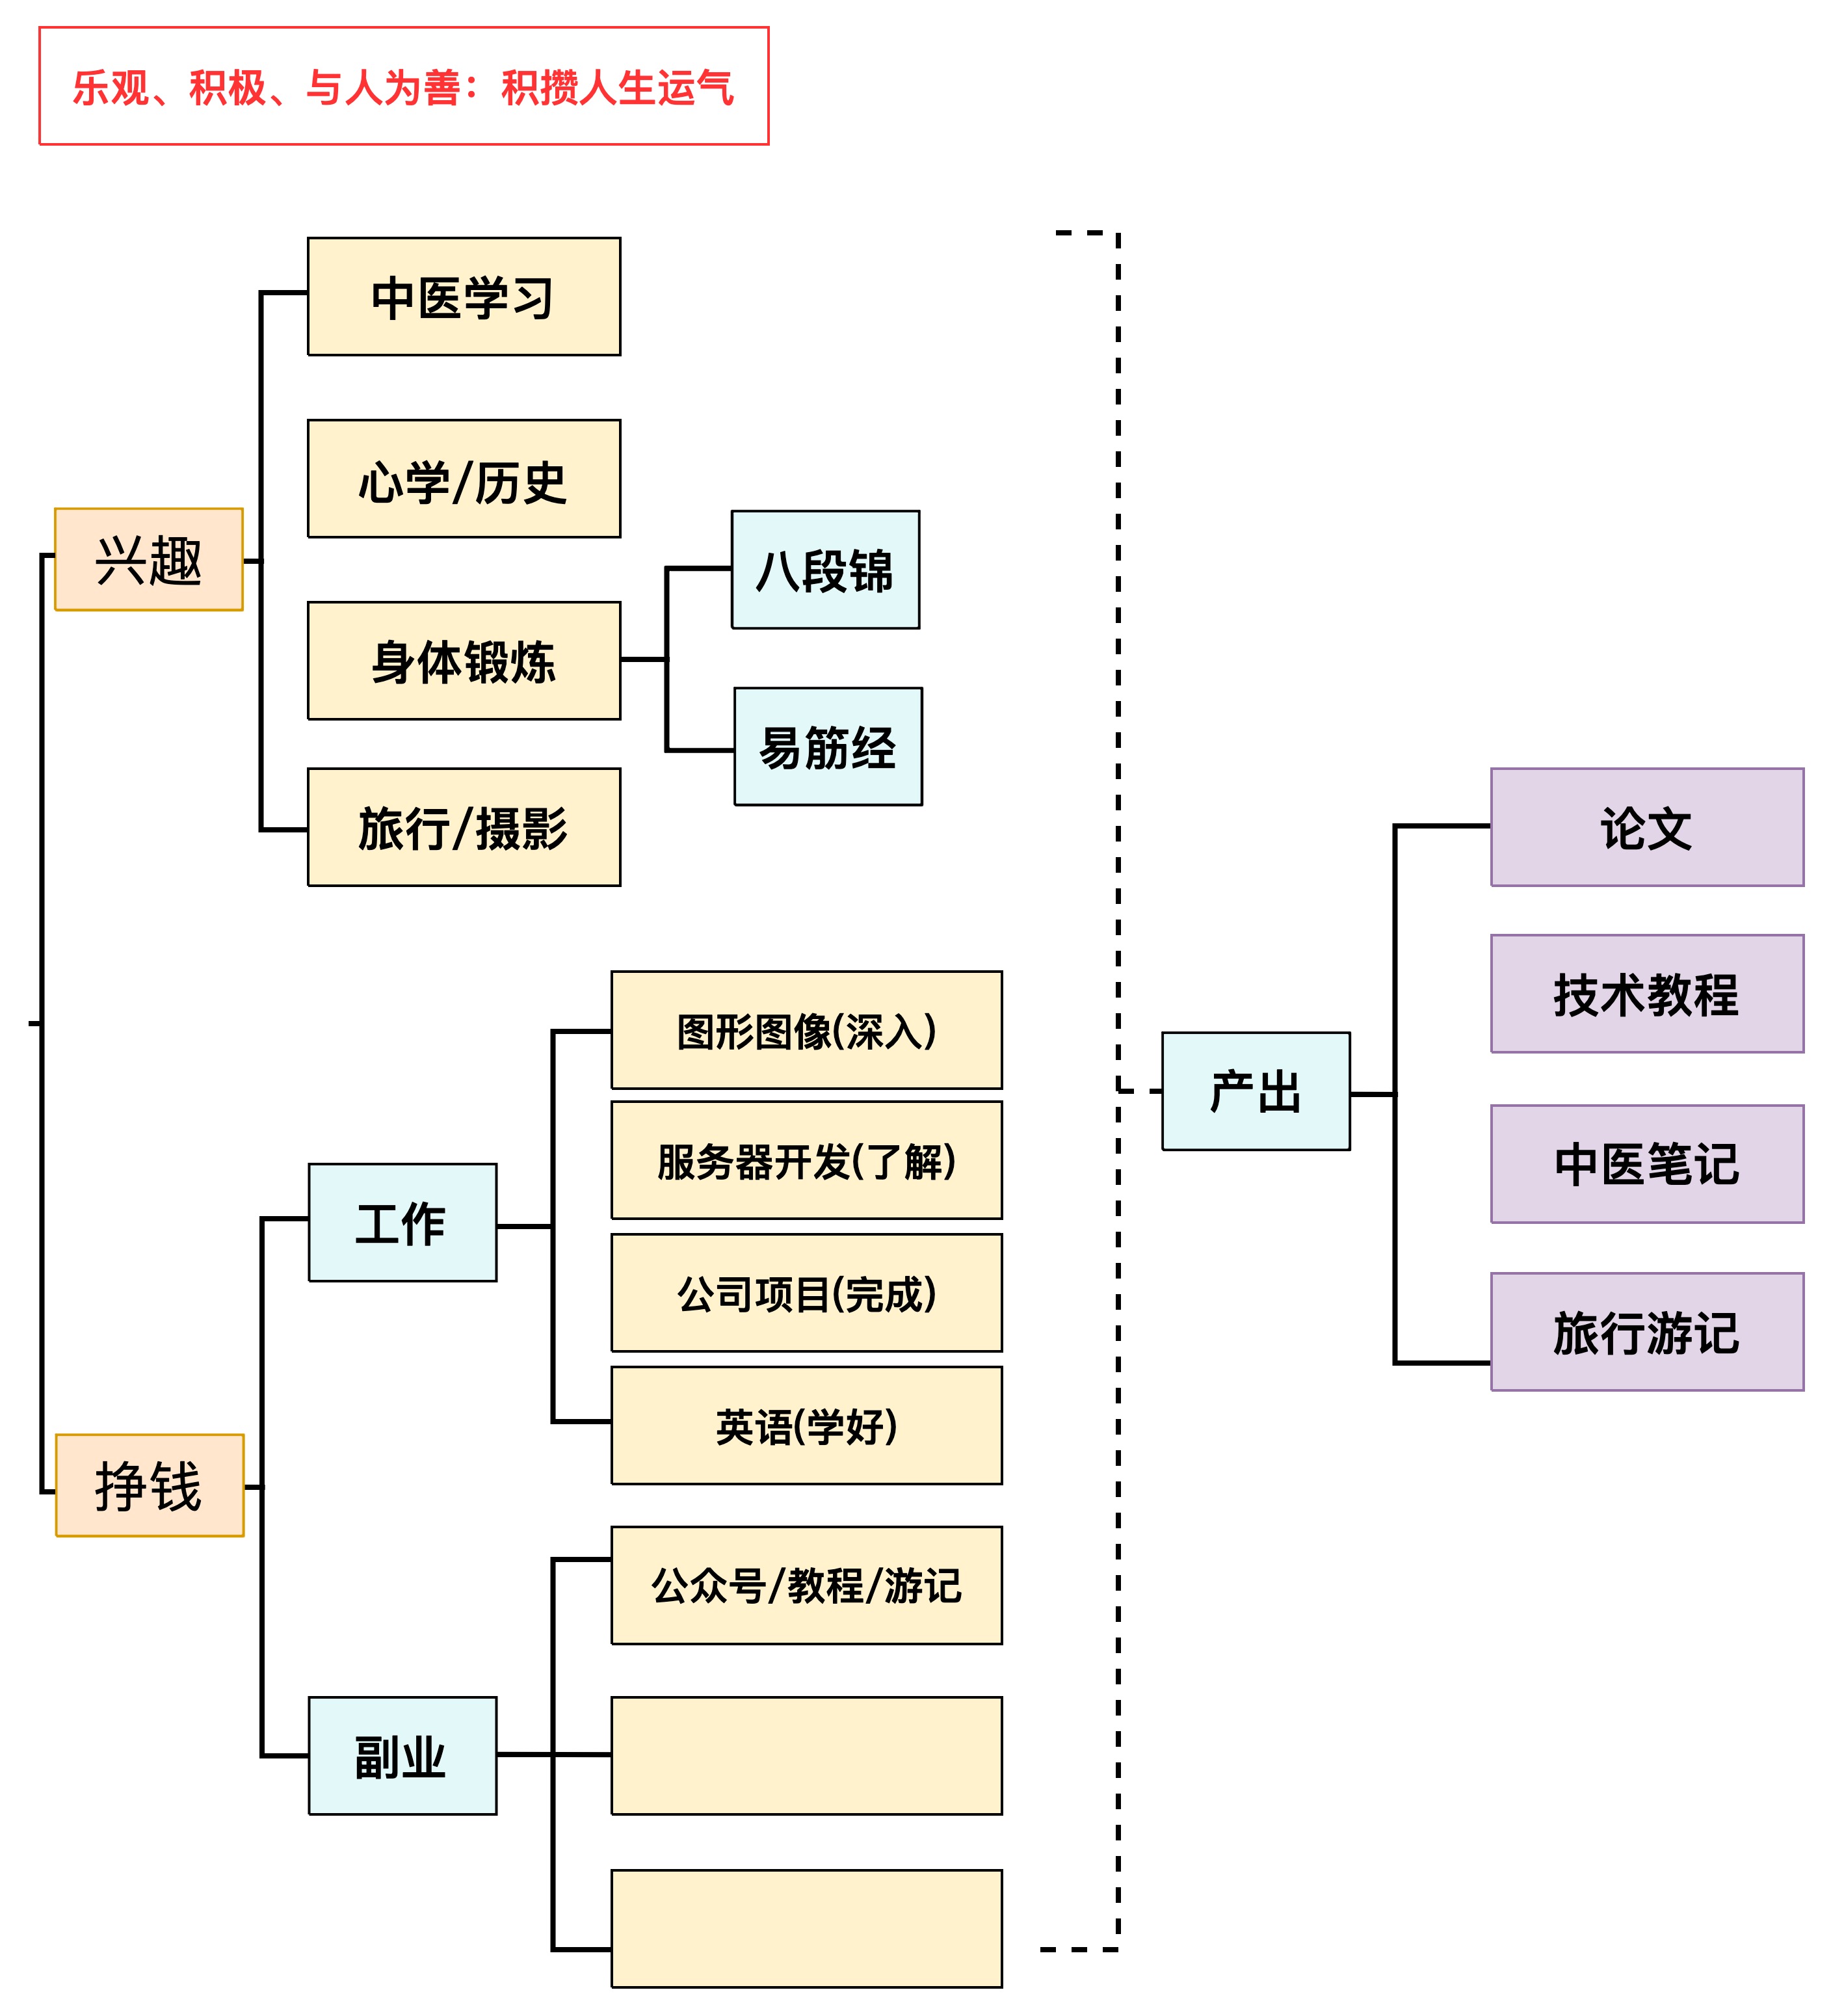 乐观、积极、与人为善：积攒人生运气
中医学习
心学/历史
兴趣
八段锦
身体锻炼
易筋经
旅行/摄影
论文
技术教程
图形图像(深入)
产出
服务器开发(了解)
中医笔记
工作
公司项目(完成)
旅行游记
英语(学好)
挣钱
公众号/教程/游记
副业